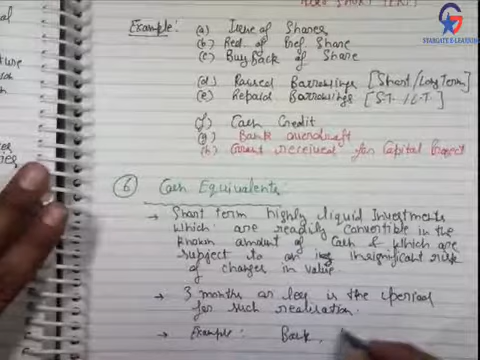 Example:
(a) Issue of Shares
(b) Red. of Pref Share
(c) Buy Back of Share
(d) Raised Borrowings [Short/Long Term]
(e) Repaid Borrowings [S.T. / L.T.]
(f) Cash Credit
(g) Bank overdraft
(h) Grant received for Capital Project
6 Cash Equivalents:
→ Short term highly liquid Investments
which are readily convertible in the
known amount of Cash & which are
subject to an insignificant risk
of changes in value.
→ 3 months or less is the period
for such realisation.
→ Example: Bank,
STARGATE E-LEARNING